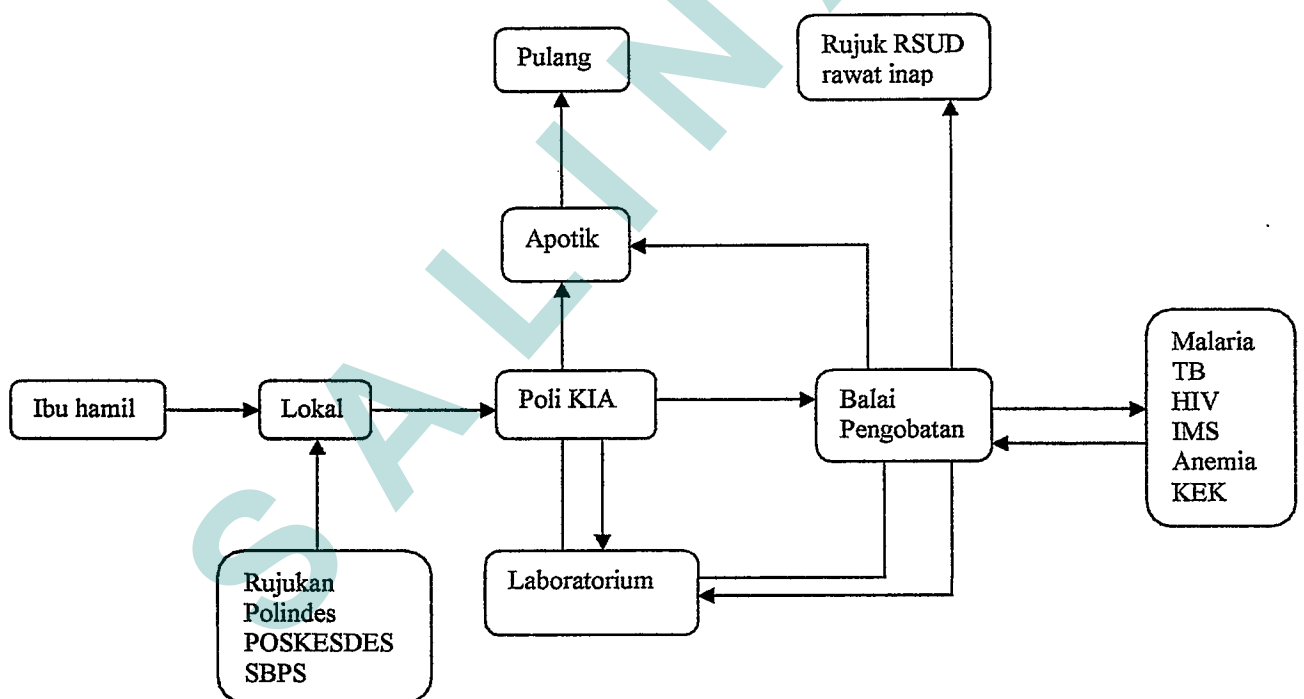 Pulang
Rujuk RSUD
rawat inap
Apotik
Ibu hamil
Lokal
Poli KIA
Balai
Pengobatan
Malaria
TB
HIV
IMS
Anemia
KEK
Rujukan
Polindes
POSKESDES
SBPS
Laboratorium
SALIN